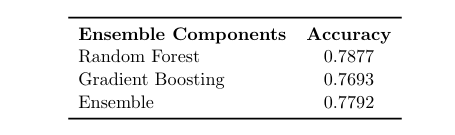 Ensemble Components Accuracy
Random Forest 0.7877
Gradient Boosting 0.7693
Ensemble 0.7792